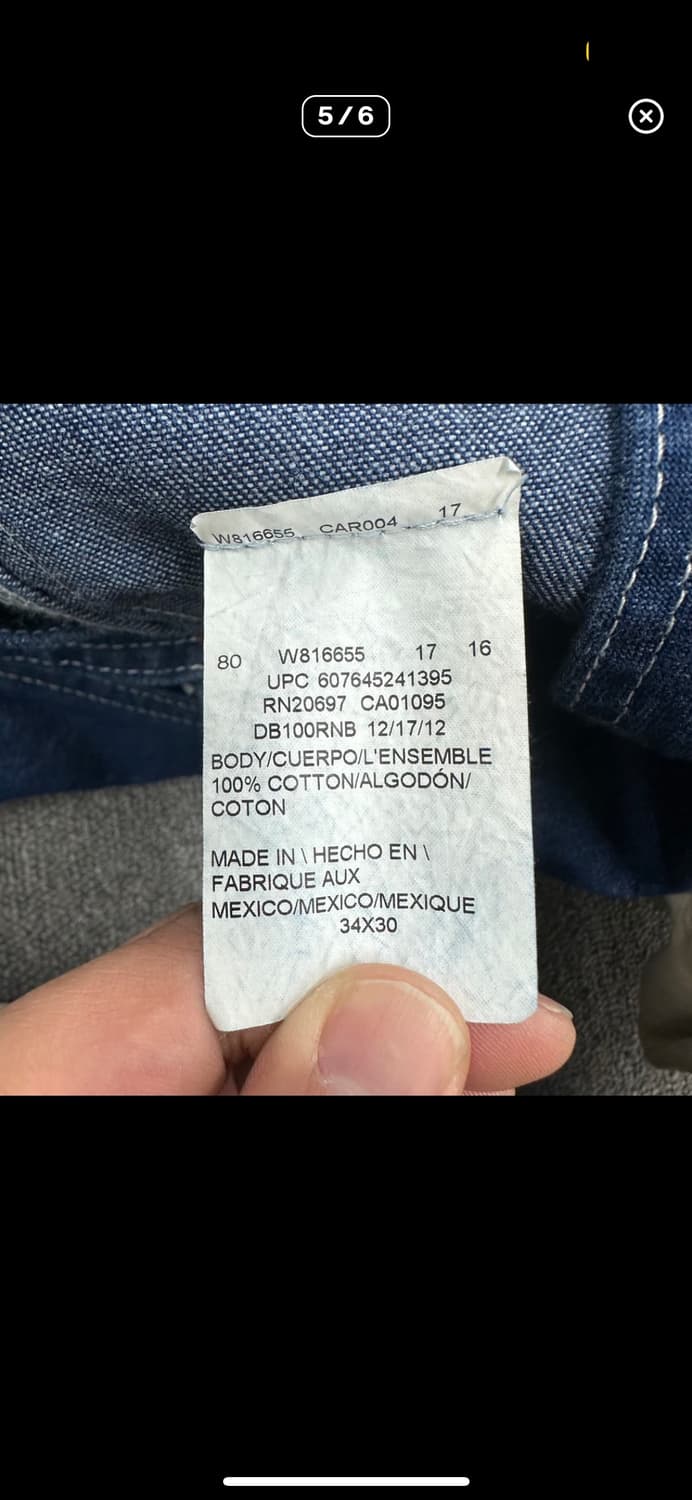 5/6
W816655 CAR004 17
80 W816655 17 16
UPC 607645241395
RN20697 CA01095
DB100RNB 12/17/12
BODY/CUERPO/L'ENSEMBLE
100% COTTON/ALGODÓN/
COTON
MADE IN \ HECHO EN \
FABRIQUE AUX
MEXICO/MEXICO/MEXIQUE
34X30